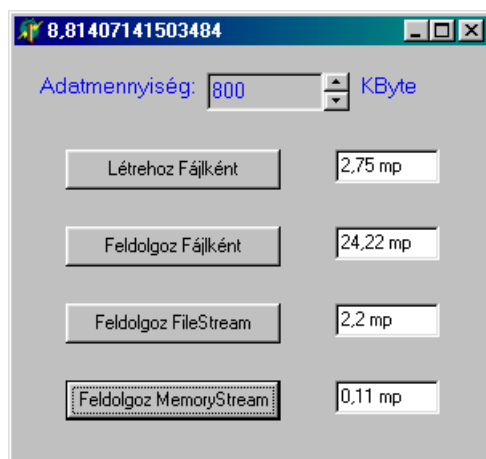 8,81407141503484
Adatmennyiség: 800 KByte
Létrehoz Fájlként 2,75 mp
Feldolgoz Fájlként 24,22 mp
Feldolgoz FileStream 2,2 mp
Feldolgoz MemoryStream 0,11 mp